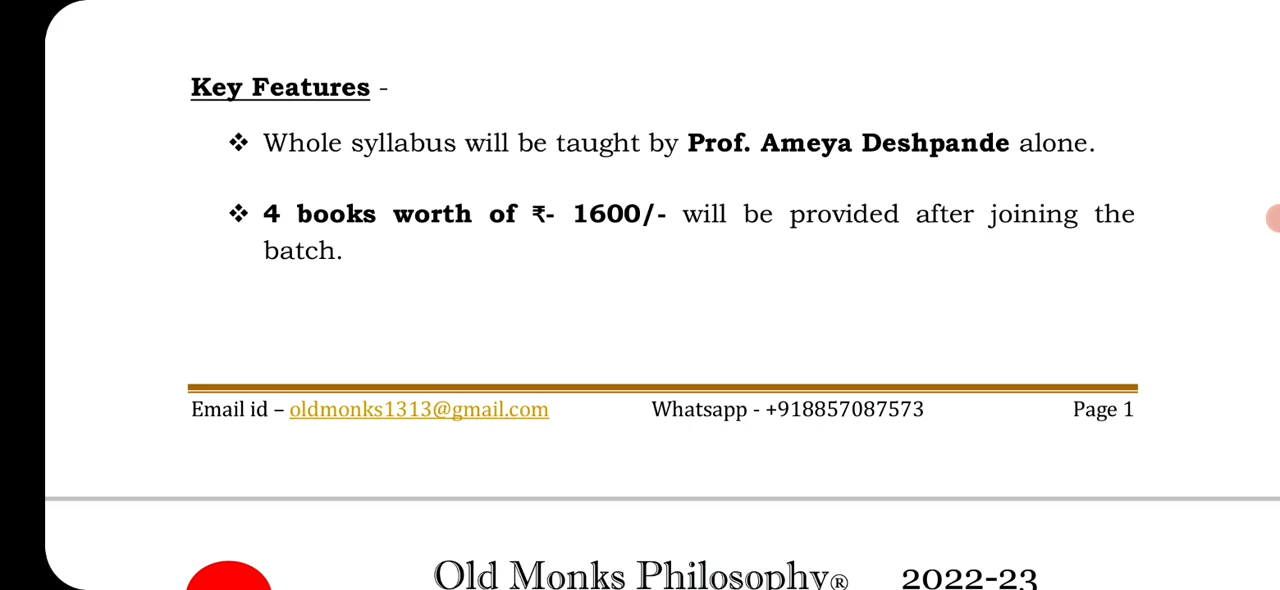 Key Features -
❖ Whole syllabus will be taught by Prof. Ameya Deshpande alone.
❖ 4 books worth of ₹- 1600/- will be provided after joining the
batch.
Email id – oldmonks1313@gmail.com Whatsapp - +918857087573 Page 1
Old Monks Philosophy® 2022-23